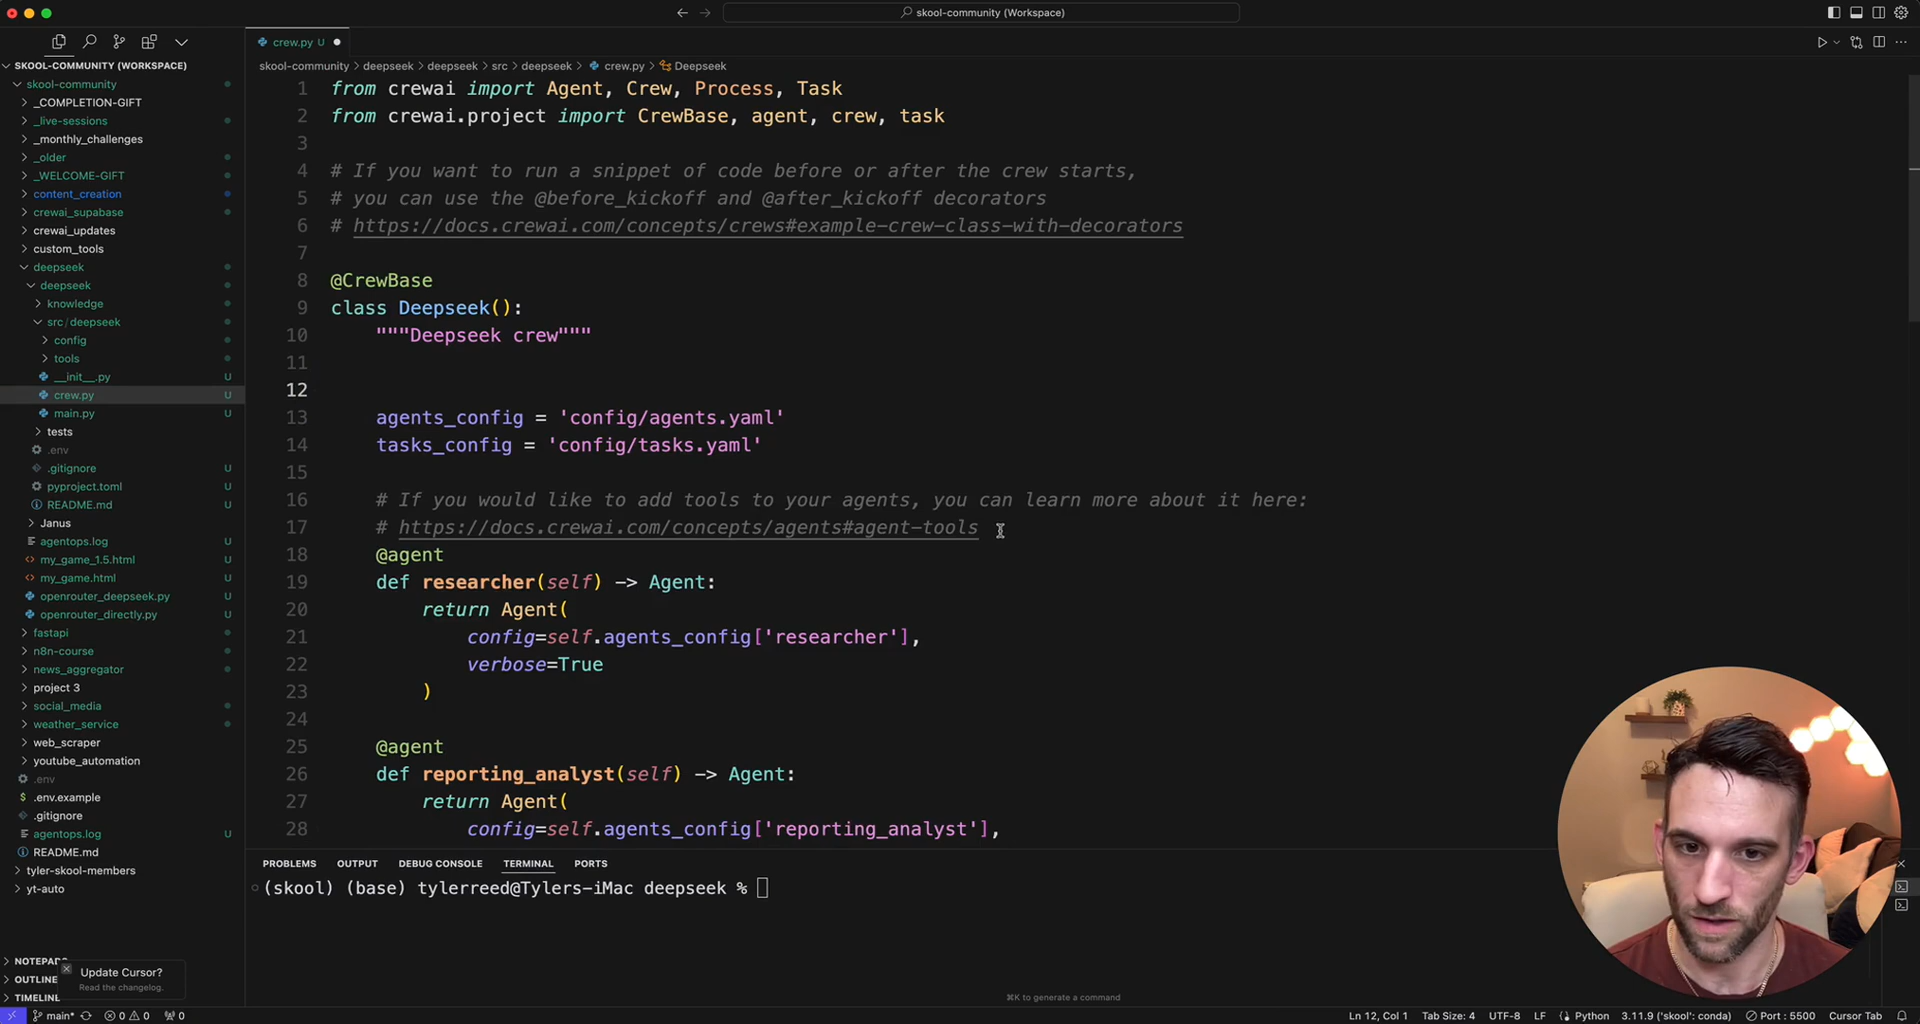 skool-community (Workspace)
SKOOL-COMMUNITY (WORKSPACE)
skool-community
_COMPLETION-GIFT
_live-sessions
_monthly_challenges
_older
_WELCOME-GIFT
content_creation
crewai_supabase
crewai_updates
custom_tools
deepseek
deepseek
knowledge
src/deepseek
config
tools
__init__.py U
crew.py U
main.py U
tests
.env
.gitignore U
pyproject.toml U
README.md U
Janus
agentops.log U
my_game_1.5.html U
my_game.html U
openrouter_deepseek.py U
openrouter_directly.py U
fastapi
n8n-course
news_aggregator
project 3
social_media
weather_service
web_scraper
youtube_automation
.env
$ .env.example
.gitignore
agentops.log U
README.md
tyler-skool-members
yt-auto
NOTEPADS
OUTLINE
TIMELINE
Update Cursor?
Read the changelog.
crew.py U
skool-community > deepseek > deepseek > src > deepseek > crew.py > Deepseek
1 from crewai import Agent, Crew, Process, Task
2 from crewai.project import CrewBase, agent, crew, task
3
4 # If you want to run a snippet of code before or after the crew starts,
5 # you can use the @before_kickoff and @after_kickoff decorators
6 # https://docs.crewai.com/concepts/crews#example-crew-class-with-decorators
7
8 @CrewBase
9 class Deepseek():
10 """Deepseek crew"""
11
12
13 agents_config = 'config/agents.yaml'
14 tasks_config = 'config/tasks.yaml'
15
16 # If you would like to add tools to your agents, you can learn more about it here:
17 # https://docs.crewai.com/concepts/agents#agent-tools
18 @agent
19 def researcher(self) -> Agent:
20 return Agent(
21 config=self.agents_config['researcher'],
22 verbose=True
23 )
24
25 @agent
26 def reporting_analyst(self) -> Agent:
27 return Agent(
28 config=self.agents_config['reporting_analyst'],
PROBLEMS OUTPUT DEBUG CONSOLE TERMINAL PORTS
(skool) (base) tylerreed@Tylers-iMac deepseek %
⌘K to generate a command
main* 0 0 0
Ln 12, Col 1 Tab Size: 4 UTF-8 LF Python 3.11.9 ('skool': conda) Port : 5500 Cursor Tab